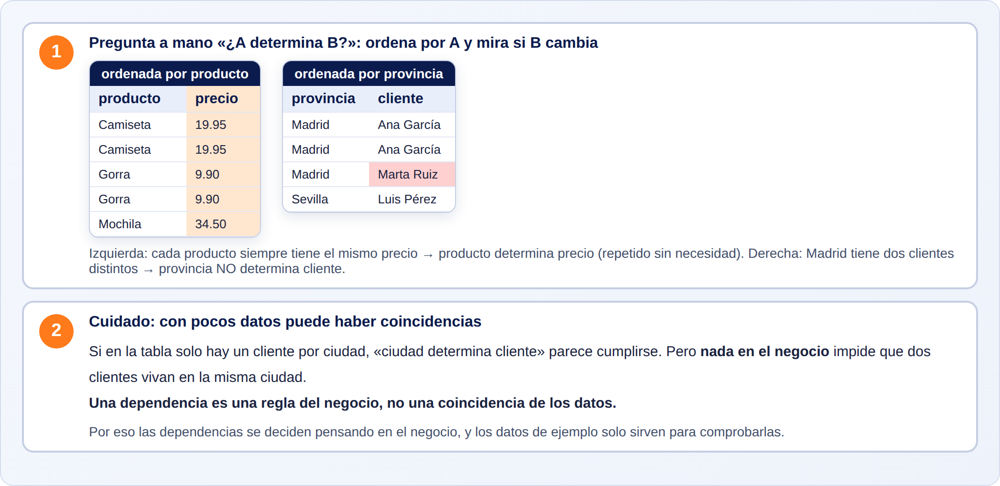 1
Pregunta a mano «¿A determina B?»: ordena por A y mira si B cambia
ordenada por producto
producto precio
Camiseta 19.95
Camiseta 19.95
Gorra 9.90
Gorra 9.90
Mochila 34.50
ordenada por provincia
provincia cliente
Madrid Ana García
Madrid Ana García
Madrid Marta Ruiz
Sevilla Luis Pérez
Izquierda: cada producto siempre tiene el mismo precio → producto determina precio (repetido sin necesidad). Derecha: Madrid tiene dos clientes
distintos → provincia NO determina cliente.
2
Cuidado: con pocos datos puede haber coincidencias
Si en la tabla solo hay un cliente por ciudad, «ciudad determina cliente» parece cumplirse. Pero nada en el negocio impide que dos
clientes vivan en la misma ciudad.
Una dependencia es una regla del negocio, no una coincidencia de los datos.
Por eso las dependencias se deciden pensando en el negocio, y los datos de ejemplo solo sirven para comprobarlas.